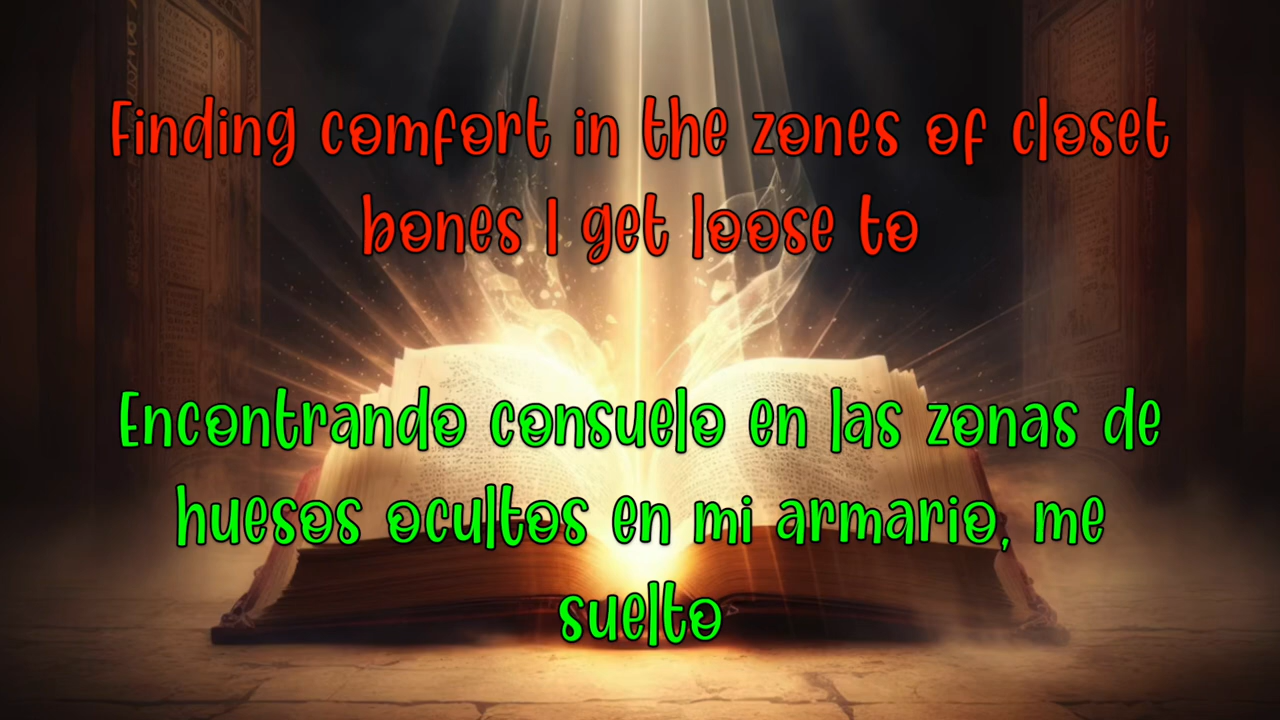 Finding comfort in the zones of closet
bones I get loose to
Encontrando consuelo en las zonas de
huesos ocultos en mi armario, me
suelto